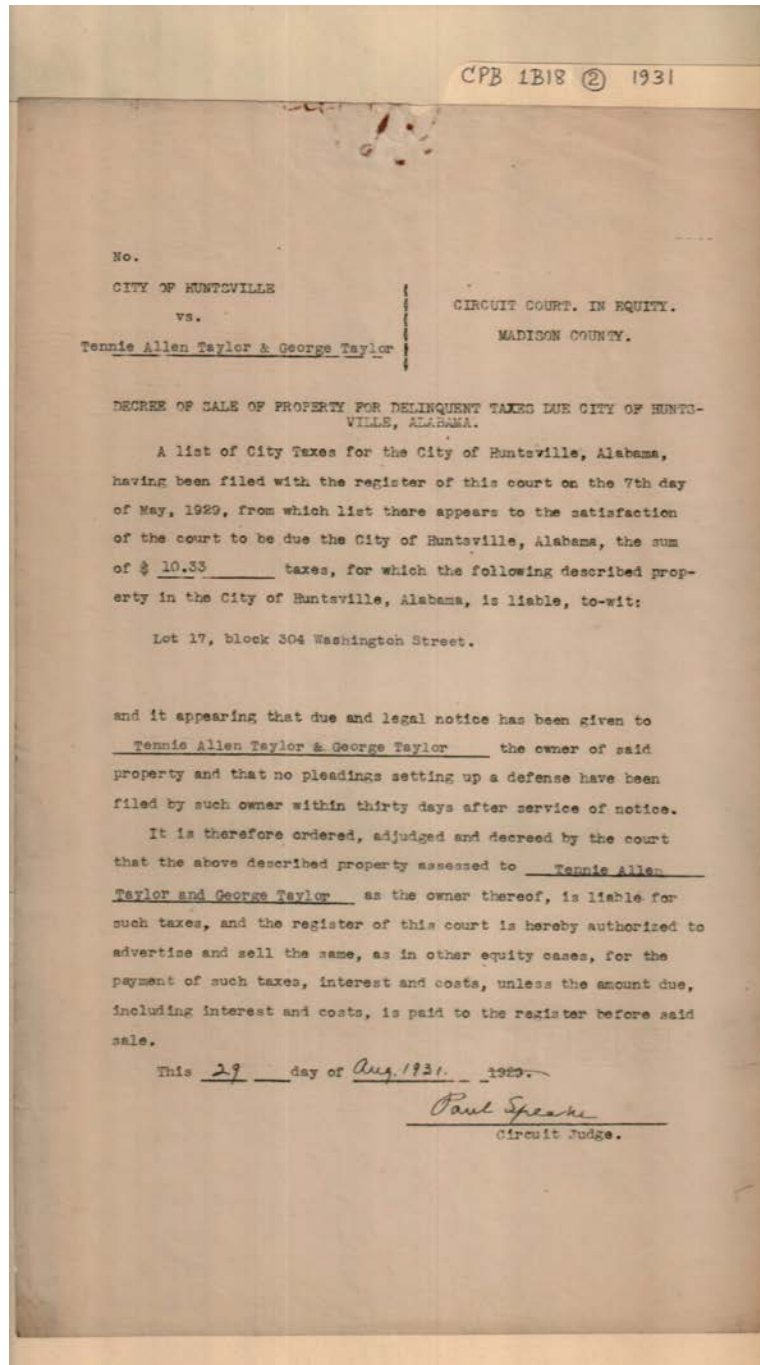 CPB 1B18 ② 1931
No.
CITY OF HUNTSVILLE
vs.
Tennie Allen Taylor & George Taylor
CIRCUIT COURT. IN EQUITY.
MADISON COUNTY.
DECREE OF SALE OF PROPERTY FOR DELINQUENT TAXES DUE CITY OF HUNTS-
VILLE, ALABAMA.
A list of City Taxes for the City of Huntsville, Alabama,
having been filed with the register of this court on the 7th day
of May, 1929, from which list there appears to the satisfaction
of the court to be due the City of Huntsville, Alabama, the sum
of $ 10.33 taxes, for which the following described prop-
erty in the City of Huntsville, Alabama, is liable, to-wit:
Lot 17, block 304 Washington Street.
and it appearing that due and legal notice has been given to
Tennie Allen Taylor & George Taylor the owner of said
property and that no pleadings setting up a defense have been
filed by such owner within thirty days after service of notice.
It is therefore ordered, adjudged and decreed by the court
that the above described property assessed to Tennie Allen
Taylor and George Taylor as the owner thereof, is liable for
such taxes, and the register of this court is hereby authorized to
advertise and sell the same, as in other equity cases, for the
payment of such taxes, interest and costs, unless the amount due,
including interest and costs, is paid to the register before said
sale.
This 29 day of Aug. 1931. 1929.
Paul Speake
Circuit Judge.